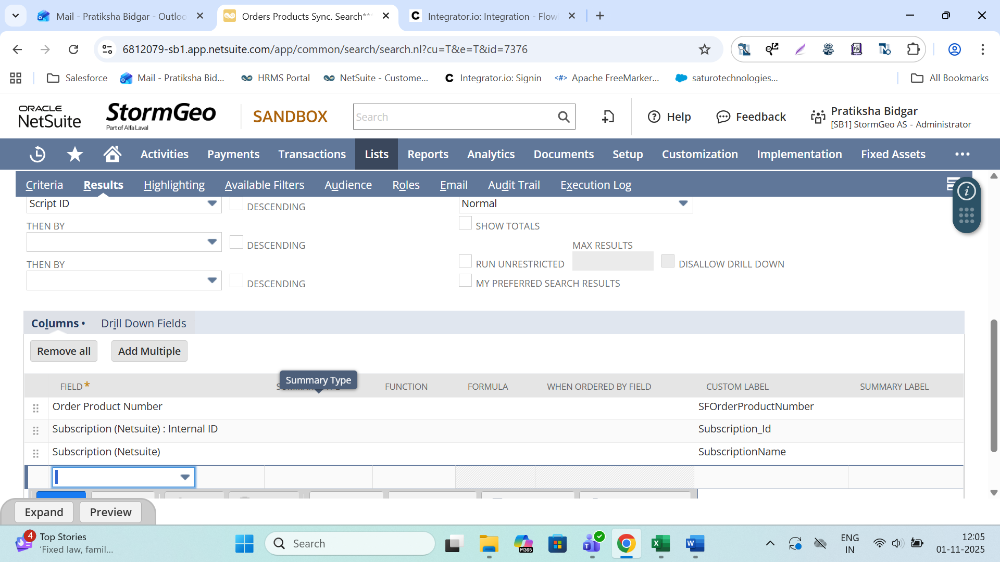 Mail - Pratiksha Bidgar - Outloo
Orders Products Sync. Search***
Integrator.io: Integration - Flow
6812079-sb1.app.netsuite.com/app/common/search/search.nl?cu=T&e=T&id=7376
Salesforce
Mail - Pratiksha Bid...
HRMS Portal
NetSuite - Custome...
Integrator.io: Signin
<#>
Apache FreeMarker...
saturotechnologies...
All Bookmarks
ORACLE
NetSuite
StormGeo
Part of Alfa Laval
SANDBOX
Search
Help
Feedback
Pratiksha Bidgar
[SB1] StormGeo AS - Administrator
Activities
Payments
Transactions
Lists
Reports
Analytics
Documents
Setup
Customization
Implementation
Fixed Assets
Criteria
Results
Highlighting
Available Filters
Audience
Roles
Email
Audit Trail
Execution Log
Script ID
DESCENDING
Normal
THEN BY
DESCENDING
SHOW TOTALS
MAX RESULTS
RUN UNRESTRICTED
DISALLOW DRILL DOWN
THEN BY
DESCENDING
MY PREFERRED SEARCH RESULTS
Columns •
Drill Down Fields
Remove all
Add Multiple
Summary Type
FIELD*
FUNCTION
FORMULA
WHEN ORDERED BY FIELD
CUSTOM LABEL
SUMMARY LABEL
Order Product Number
SFOrderProductNumber
Subscription (Netsuite) : Internal ID
Subscription_Id
Subscription (Netsuite)
SubscriptionName
Expand
Preview
4
Top Stories
'Fixed law, famil...
Search
M365
ENG
IN
12:05
01-11-2025